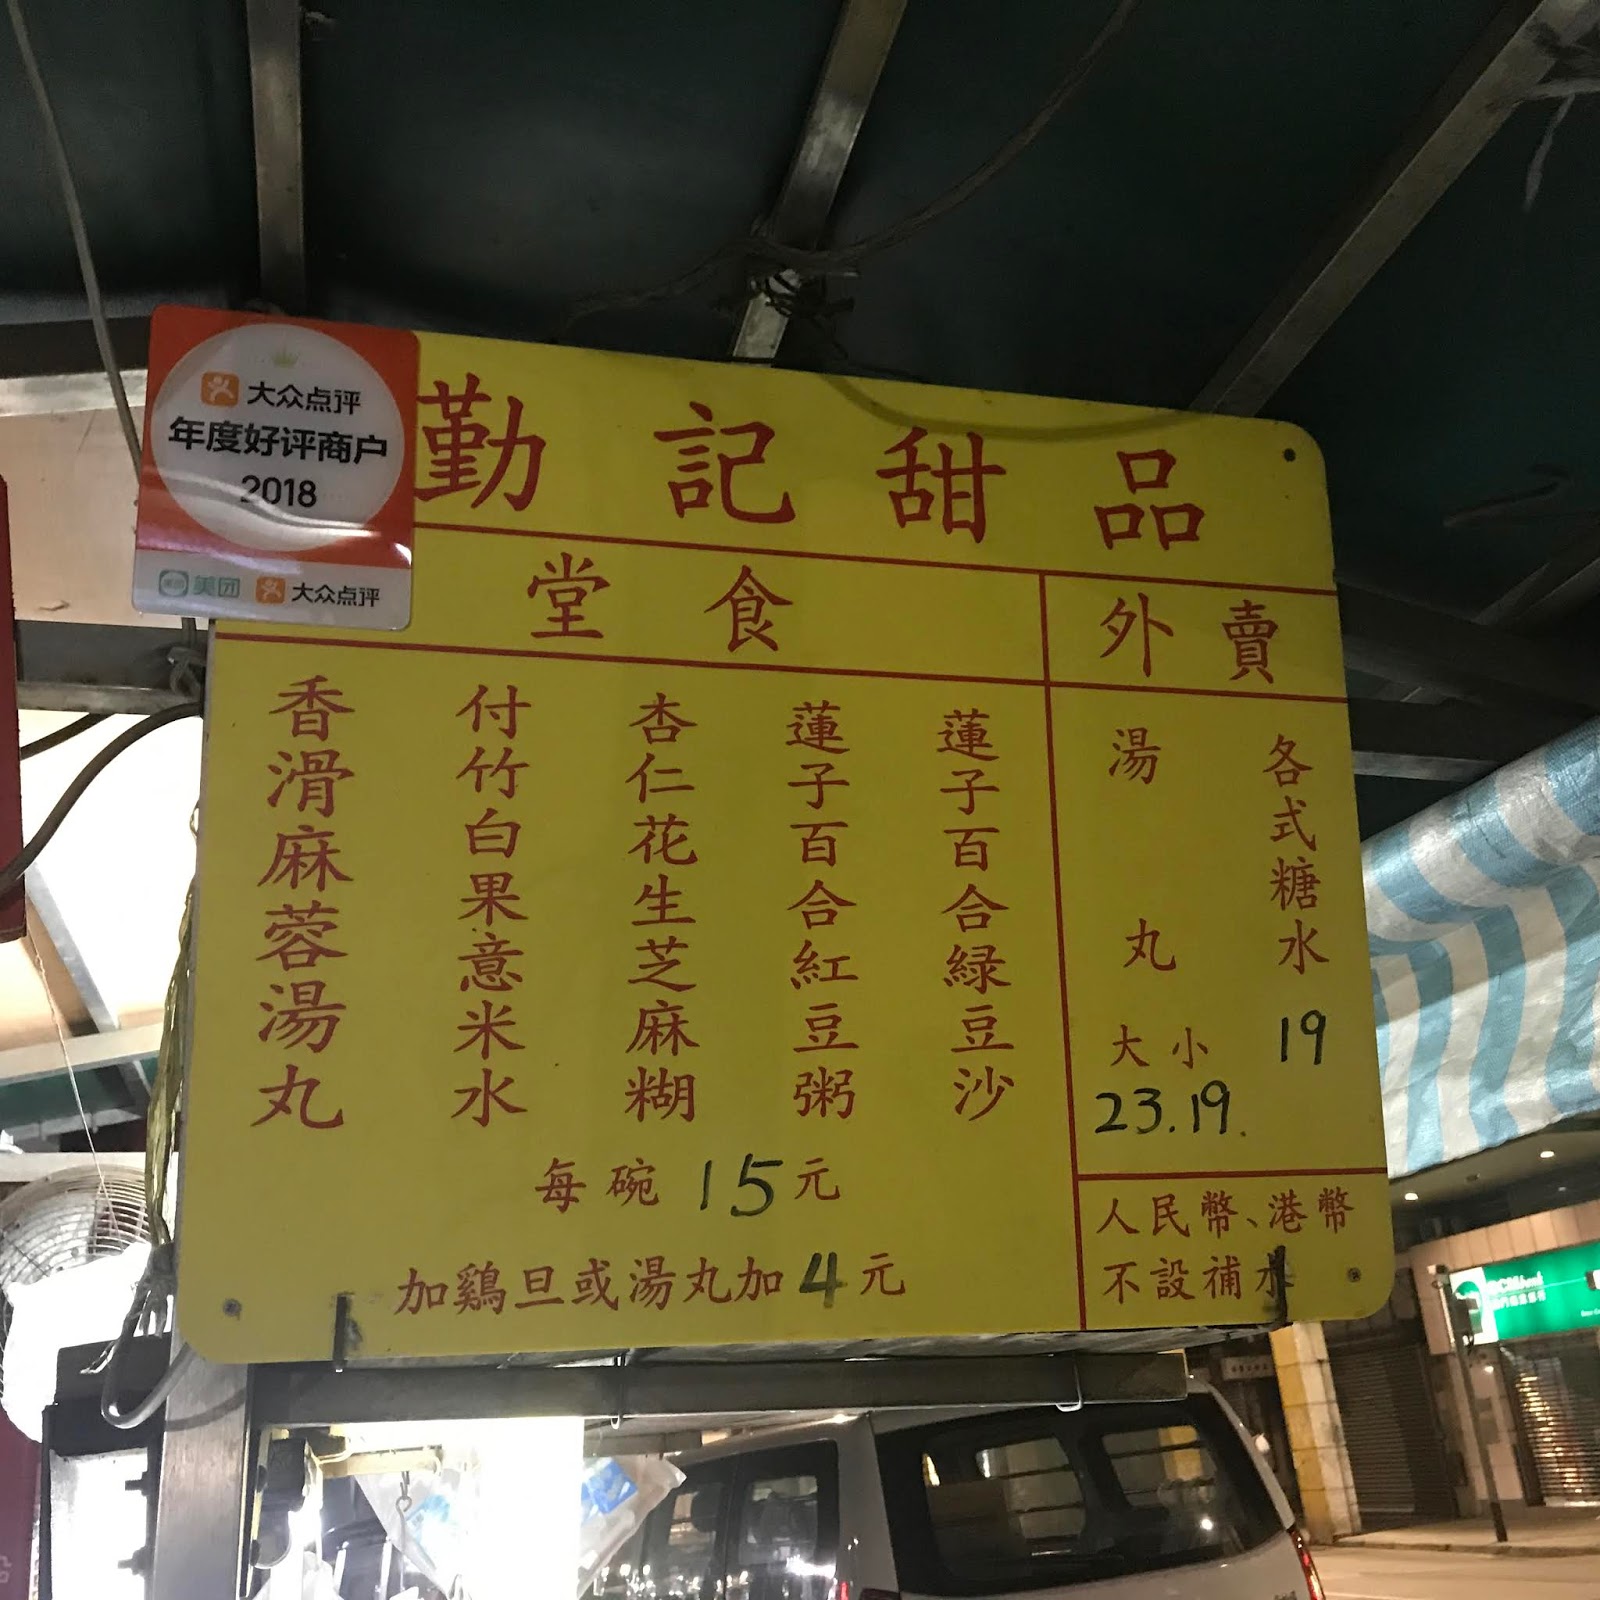 大众点评
年度好评商户
2018
美团 大众点评
勤記甜品
堂食
外賣
蓮子百合緑豆沙
蓮子百合紅豆粥
杏仁花生芝麻糊
付竹白果意米水
香滑麻蓉湯丸
每碗15元
加鷄旦或湯丸加4元
各式糖水
19
湯丸
大小
23.19.
人民幣、港幣
不設補水